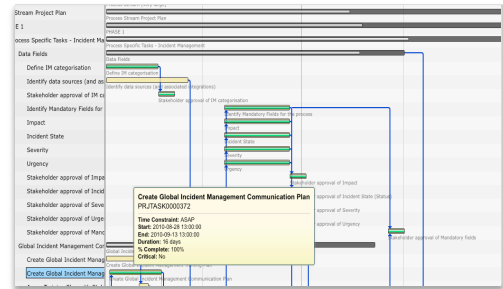 Stream Project Plan
Process Stream Project Plan
E 1
PHASE 1
ocess Specific Tasks - Incident Ma
Process Specific Tasks - Incident Management
Data Fields
Data Fields
Define IM categorisation
Define IM categorisation
Identify data sources (and as
Identify data sources (and associated integrations)
Stakeholder approval of IM ca
Stakeholder approval of IM categorisation
Identify Mandatory Fields for
Identify Mandatory Fields for the process
Impact
Impact
Incident State
Incident State
Severity
Severity
Urgency
Urgency
Stakeholder approval of Impa
Stakeholder approval of Impact
Stakeholder approval of Incid
approval of Incident State (Status)
Stakeholder approval of Seve
approval of Severity
Stakeholder approval of Urge
approval of Urgency
Stakeholder approval of Mand
Stakeholder approval of Mandatory fields
Create Global Incident Management Communication Plan
PRJTASK0000372
Time Constraint: ASAP
Start: 2010-08-28 13:00:00
End: 2010-09-13 13:00:00
Duration: 16 days
% Complete: 100%
Critical: No
Global Incident Management Cor
Global Incid
Create Global Incident Manag
Create Global
Create Global Incident Manag
Create Global Incident Management Communication Plan